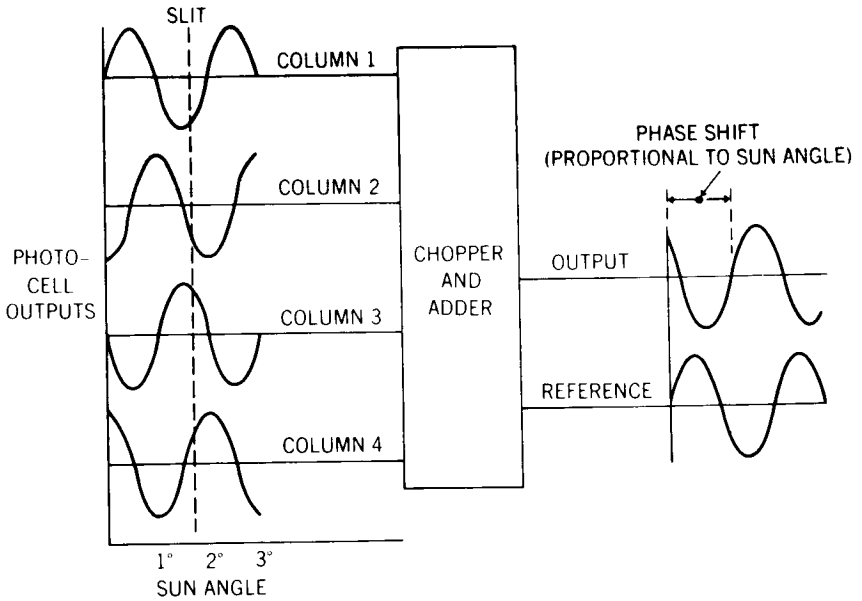 SLIT
COLUMN 1
COLUMN 2
PHOTO-
CELL
OUTPUTS
COLUMN 3
COLUMN 4
1° 2° 3°
SUN ANGLE
CHOPPER
AND
ADDER
PHASE SHIFT
(PROPORTIONAL TO SUN ANGLE)
OUTPUT
REFERENCE